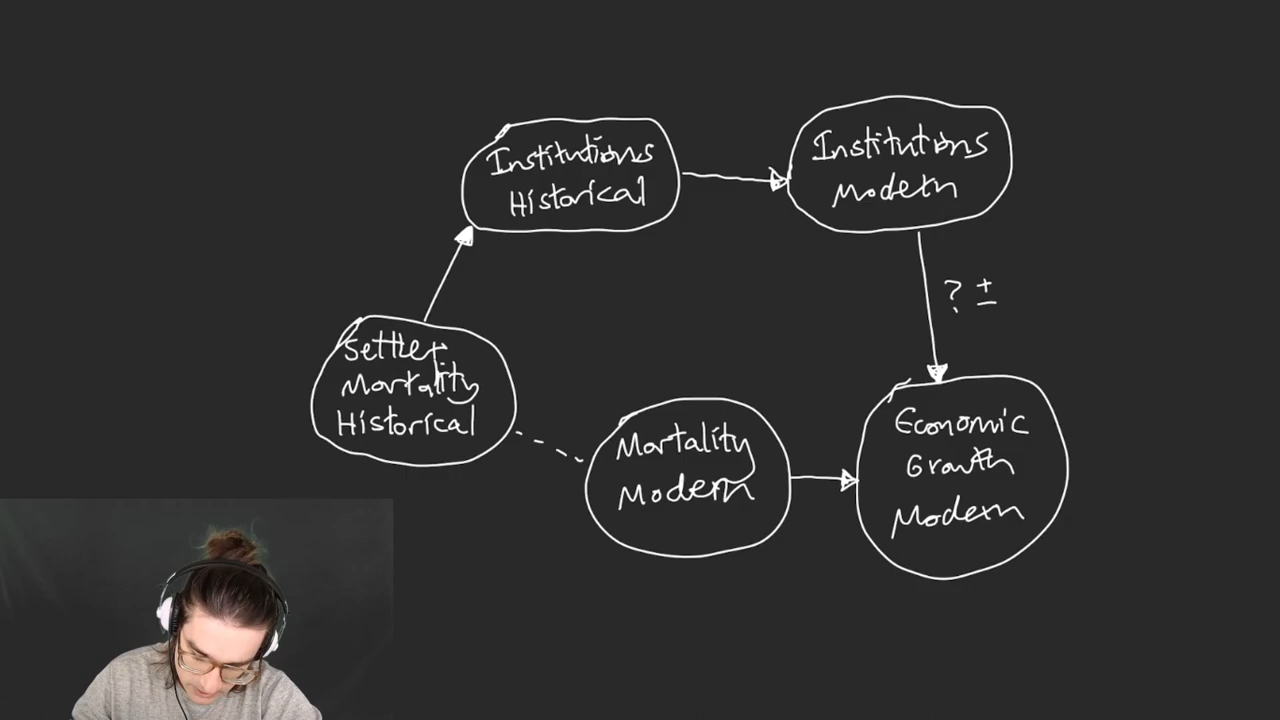 Institutions
Historical
Institutions
Modern
? ±
Settler
Mortality
Historical
Mortality
Modern
Economic
Growth
Modern